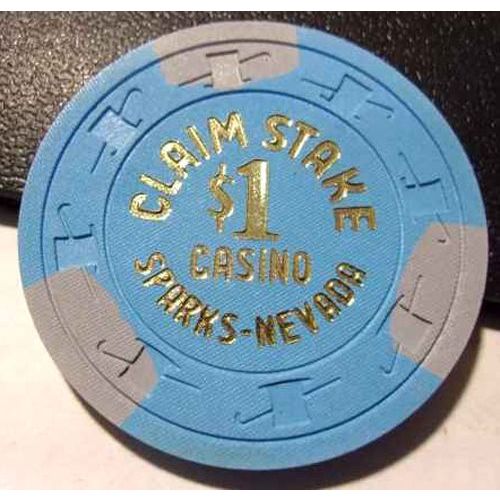 CLAIM STAKE
$1
CASINO
SPARKS-NEVADA